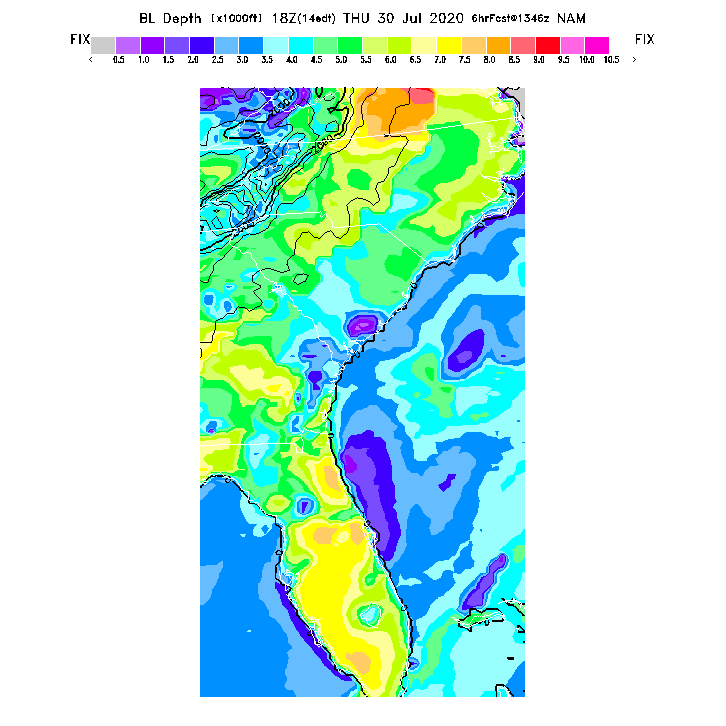 BL Depth [x1000ft] 18Z(14edt) THU 30 Jul 2020 6hrFcst@1346z NAM
FIX FIX
< 0.5 1.0 1.5 2.0 2.5 3.0 3.5 4.0 4.5 5.0 5.5 6.0 6.5 7.0 7.5 8.0 8.5 9.0 9.5 10.0 10.5 >